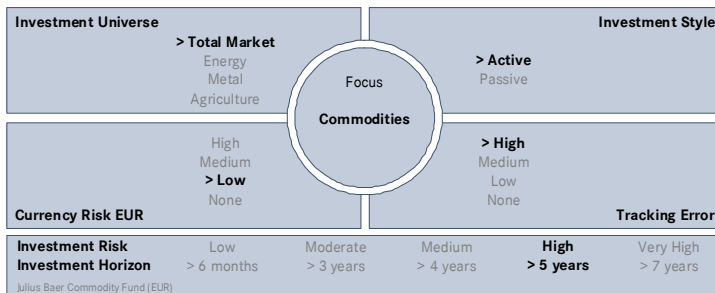 Investment Universe
> Total Market
Energy
Metal
Agriculture
Investment Style
> Active
Passive
Focus
Commodities
High
Medium
> Low
None
Currency Risk EUR
> High
Medium
Low
None
Tracking Error
Investment Risk Low Moderate Medium High Very High
Investment Horizon > 6 months > 3 years > 4 years > 5 years > 7 years
Julius Baer Commodity Fund (EUR)